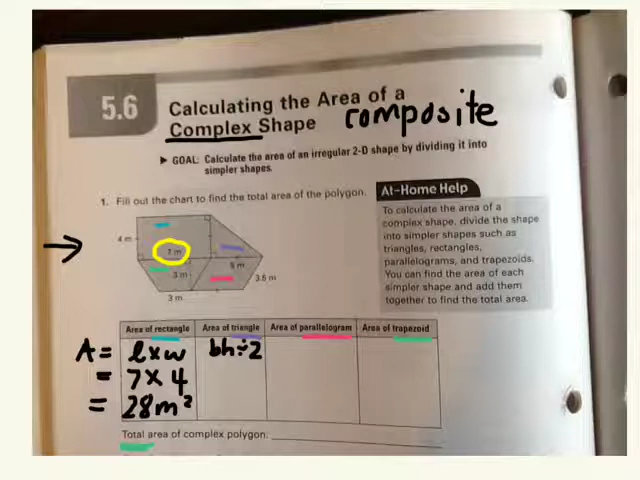 5.6
Calculating the Area of a
Complex Shape
composite
▶ GOAL: Calculate the area of an irregular 2-D shape by dividing it into
simpler shapes.
1. Fill out the chart to find the total area of the polygon.
4 m
7 m
3 m
5 m
3.6 m
3 m
At-Home Help
To calculate the area of a
complex shape, divide the shape
into simpler shapes such as
triangles, rectangles,
parallelograms, and trapezoids.
You can find the area of each
simpler shape and add them
together to find the total area.
Area of rectangle Area of triangle Area of parallelogram Area of trapezoid
A = l x w bh÷2
= 7 x 4
= 28m²
Total area of complex polygon.